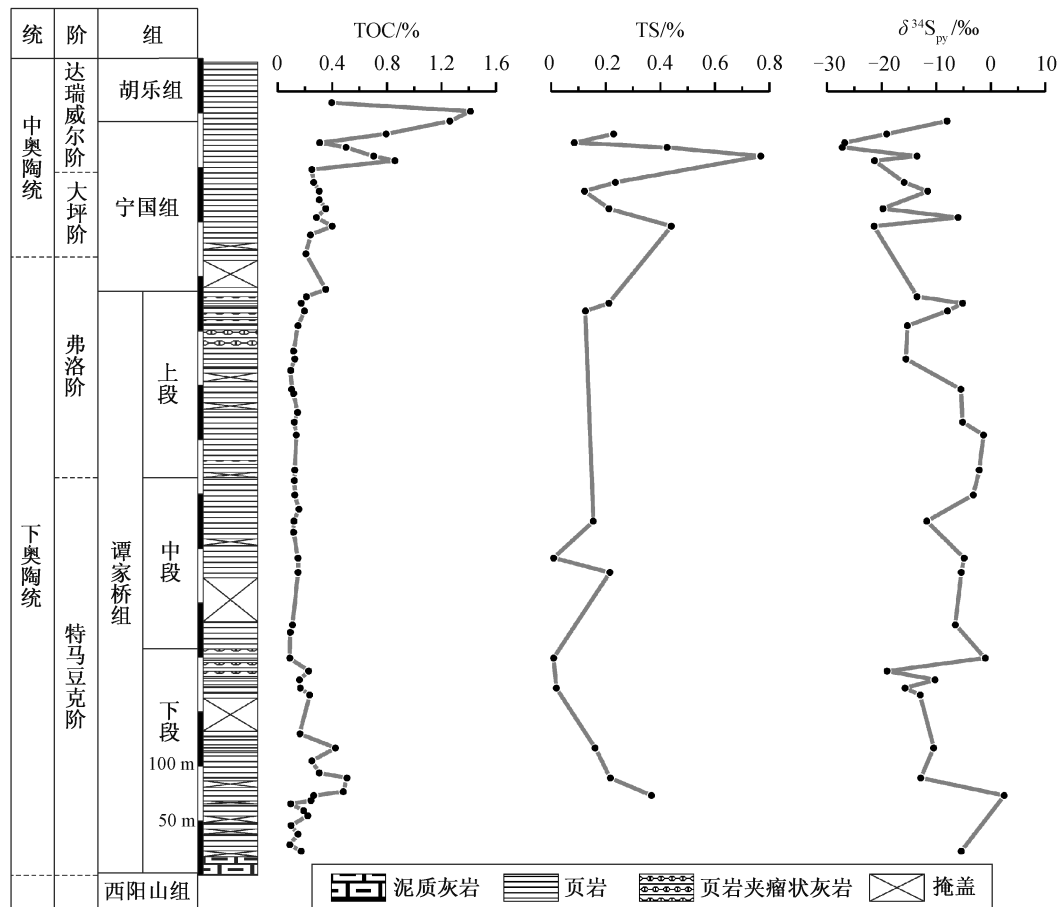 统 阶 组
TOC/%
TS/%
δ³⁴Spy/‰
0 0.4 0.8 1.2 1.6
0 0.2 0.4 0.6 0.8
−30 −20 −10 0 10
中奥陶统
下奥陶统
达瑞威尔阶
大坪阶
弗洛阶
特马豆克阶
胡乐组
宁国组
谭家桥组
上段
中段
下段
100 m
50 m
西阳山组
泥质灰岩
页岩
页岩夹瘤状灰岩
掩盖